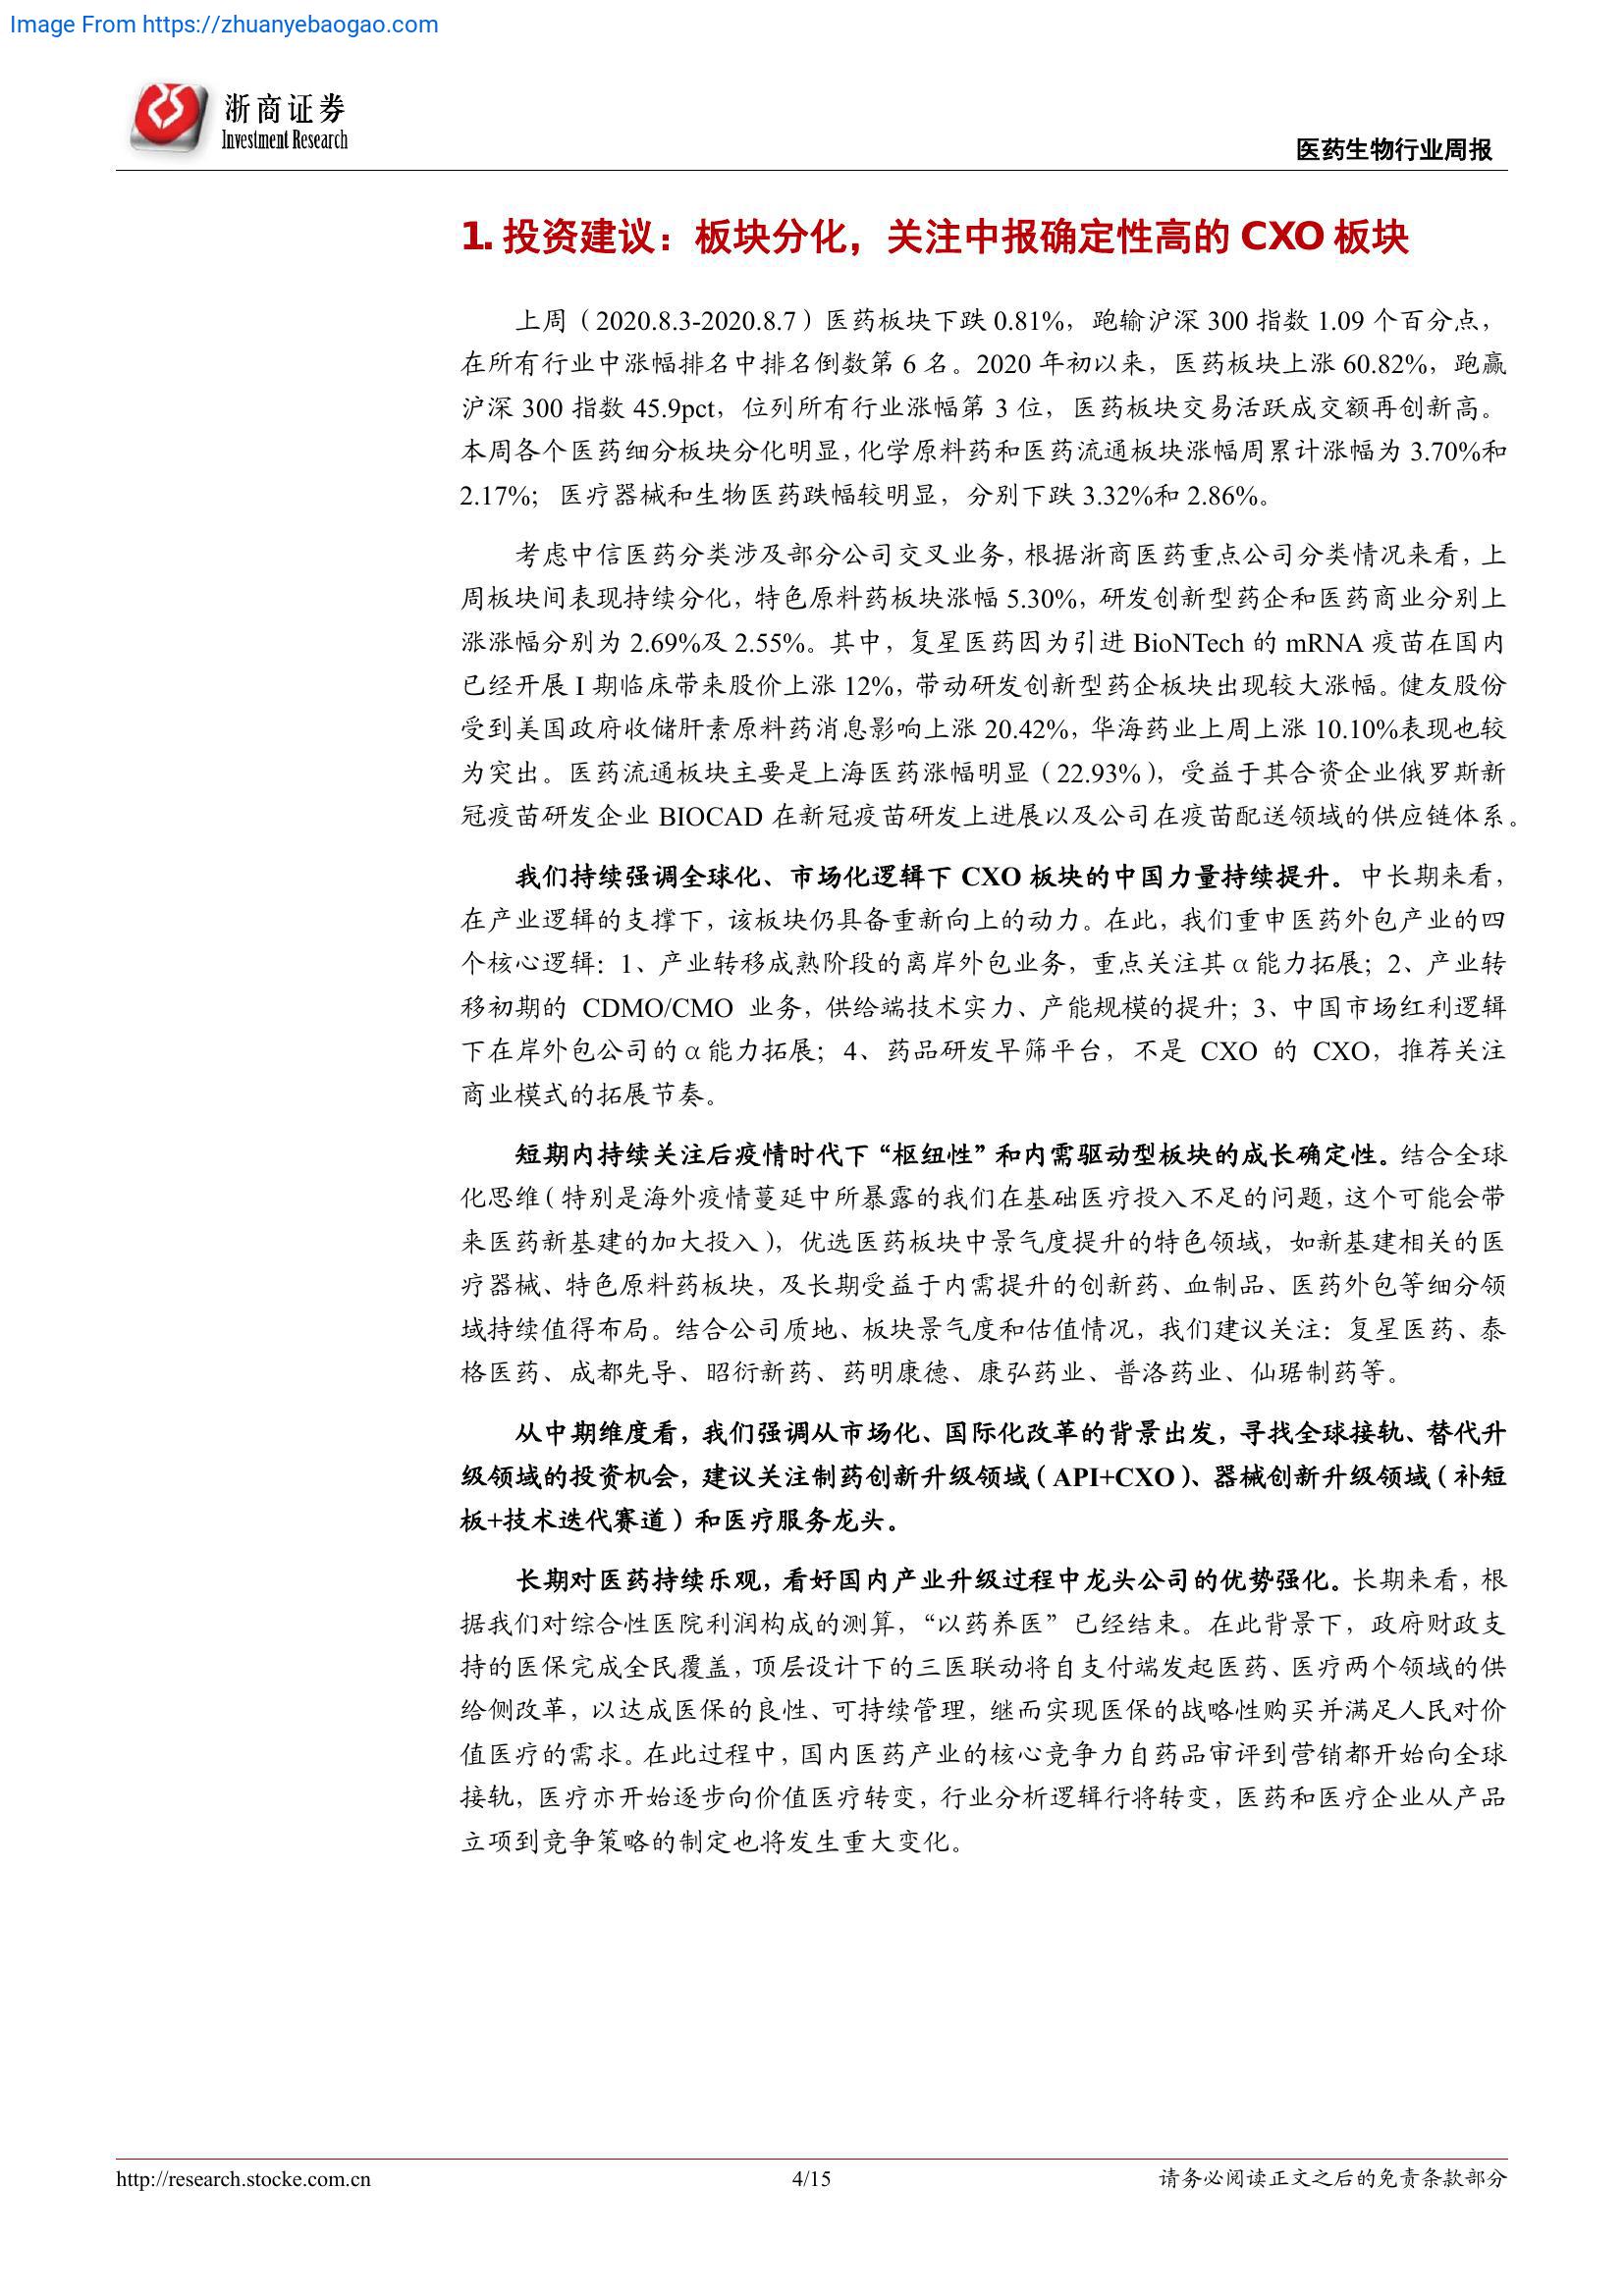 Image From https://zhuanyebaogao.com
浙商证券
Investment Research
医药生物行业周报
1. 投资建议：板块分化，关注中报确定性高的 CXO 板块
上周（2020.8.3-2020.8.7）医药板块下跌 0.81%，跑输沪深 300 指数 1.09 个百分点，
在所有行业中涨幅排名中排名倒数第 6 名。2020 年初以来，医药板块上涨 60.82%，跑赢
沪深 300 指数 45.9pct，位列所有行业涨幅第 3 位，医药板块交易活跃成交额再创新高。
本周各个医药细分板块分化明显，化学原料药和医药流通板块涨幅周累计涨幅为 3.70%和
2.17%；医疗器械和生物医药跌幅较明显，分别下跌 3.32%和 2.86%。
考虑中信医药分类涉及部分公司交叉业务，根据浙商医药重点公司分类情况来看，上
周板块间表现持续分化，特色原料药板块涨幅 5.30%，研发创新型药企和医药商业分别上
涨涨幅分别为 2.69%及 2.55%。其中，复星医药因为引进 BioNTech 的 mRNA 疫苗在国内
已经开展 I 期临床带来股价上涨 12%，带动研发创新型药企板块出现较大涨幅。健友股份
受到美国政府收储肝素原料药消息影响上涨 20.42%，华海药业上周上涨 10.10%表现也较
为突出。医药流通板块主要是上海医药涨幅明显（22.93%），受益于其合资企业俄罗斯新
冠疫苗研发企业 BIOCAD 在新冠疫苗研发上进展以及公司在疫苗配送领域的供应链体系。
我们持续强调全球化、市场化逻辑下 CXO 板块的中国力量持续提升。中长期来看，
在产业逻辑的支撑下，该板块仍具备重新向上的动力。在此，我们重申医药外包产业的四
个核心逻辑：1、产业转移成熟阶段的离岸外包业务，重点关注其 α 能力拓展；2、产业转
移初期的 CDMO/CMO 业务，供给端技术实力、产能规模的提升；3、中国市场红利逻辑
下在岸外包公司的 α 能力拓展；4、药品研发早筛平台，不是 CXO 的 CXO，推荐关注
商业模式的拓展节奏。
短期内持续关注后疫情时代下“枢纽性”和内需驱动型板块的成长确定性。结合全球
化思维（特别是海外疫情蔓延中所暴露的我们在基础医疗投入不足的问题，这个可能会带
来医药新基建的加大投入），优选医药板块中景气度提升的特色领域，如新基建相关的医
疗器械、特色原料药板块，及长期受益于内需提升的创新药、血制品、医药外包等细分领
域持续值得布局。结合公司质地、板块景气度和估值情况，我们建议关注：复星医药、泰
格医药、成都先导、昭衍新药、药明康德、康弘药业、普洛药业、仙琚制药等。
从中期维度看，我们强调从市场化、国际化改革的背景出发，寻找全球接轨、替代升
级领域的投资机会，建议关注制药创新升级领域（API+CXO）、器械创新升级领域（补短
板+技术迭代赛道）和医疗服务龙头。
长期对医药持续乐观，看好国内产业升级过程中龙头公司的优势强化。长期来看，根
据我们对综合性医院利润构成的测算，“以药养医”已经结束。在此背景下，政府财政支
持的医保完成全民覆盖，顶层设计下的三医联动将自支付端发起医药、医疗两个领域的供
给侧改革，以达成医保的良性、可持续管理，继而实现医保的战略性购买并满足人民对价
值医疗的需求。在此过程中，国内医药产业的核心竞争力自药品审评到营销都开始向全球
接轨，医疗亦开始逐步向价值医疗转变，行业分析逻辑行将转变，医药和医疗企业从产品
立项到竞争策略的制定也将发生重大变化。
http://research.stocke.com.cn
4/15
请务必阅读正文之后的免责条款部分